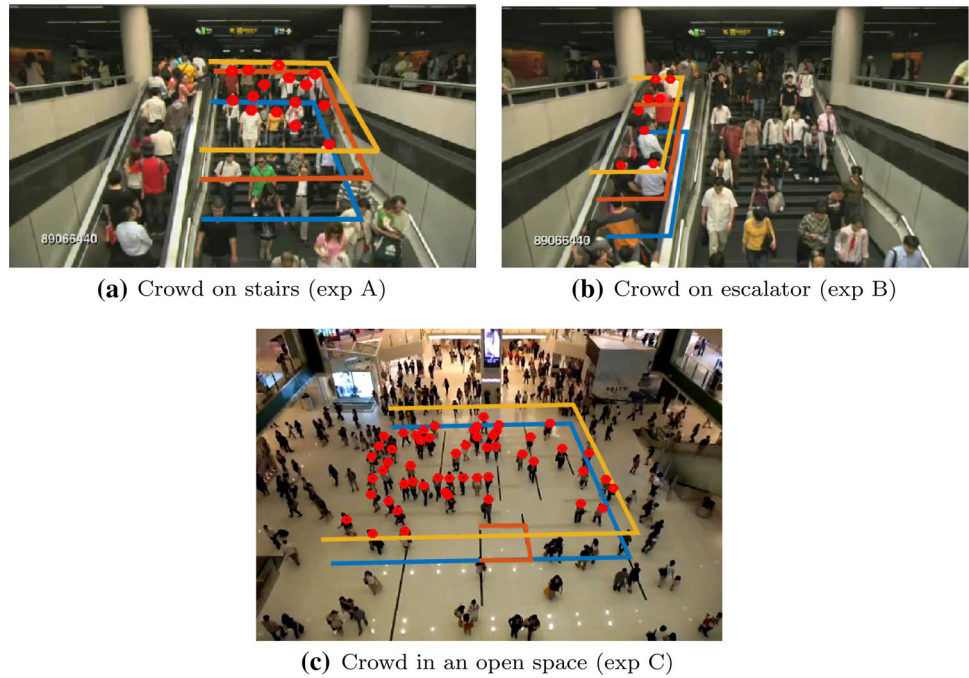 89066440
(a) Crowd on stairs (exp A)
89066440
(b) Crowd on escalator (exp B)
(c) Crowd in an open space (exp C)